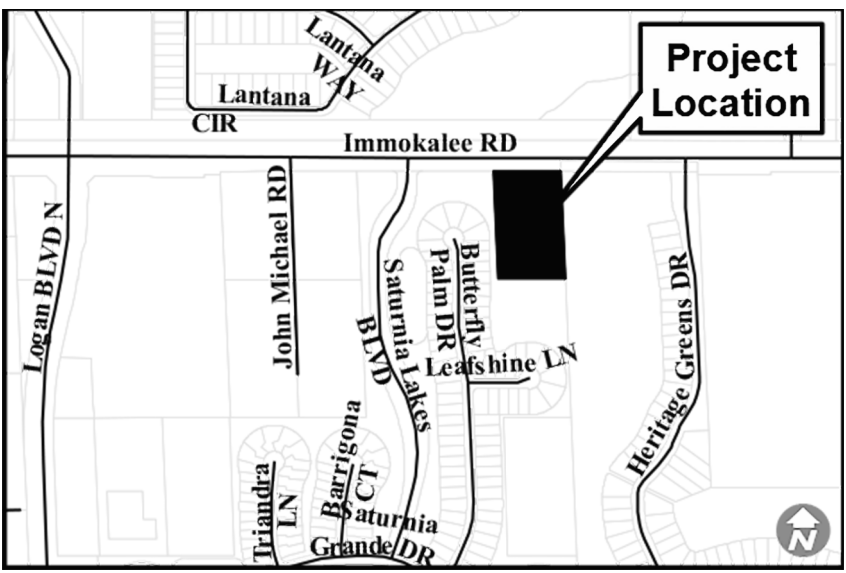 Lantana
WAY
Lantana
CIR
Project
Location
Immokalee RD
Logan BLVD N
John Michael RD
Saturnia Lakes
BLVD
Butterfly
Palm DR
Leafshine LN
Heritage Greens DR
Triandra
LN
Barrigona
CT
Saturnia
Grande DR
N